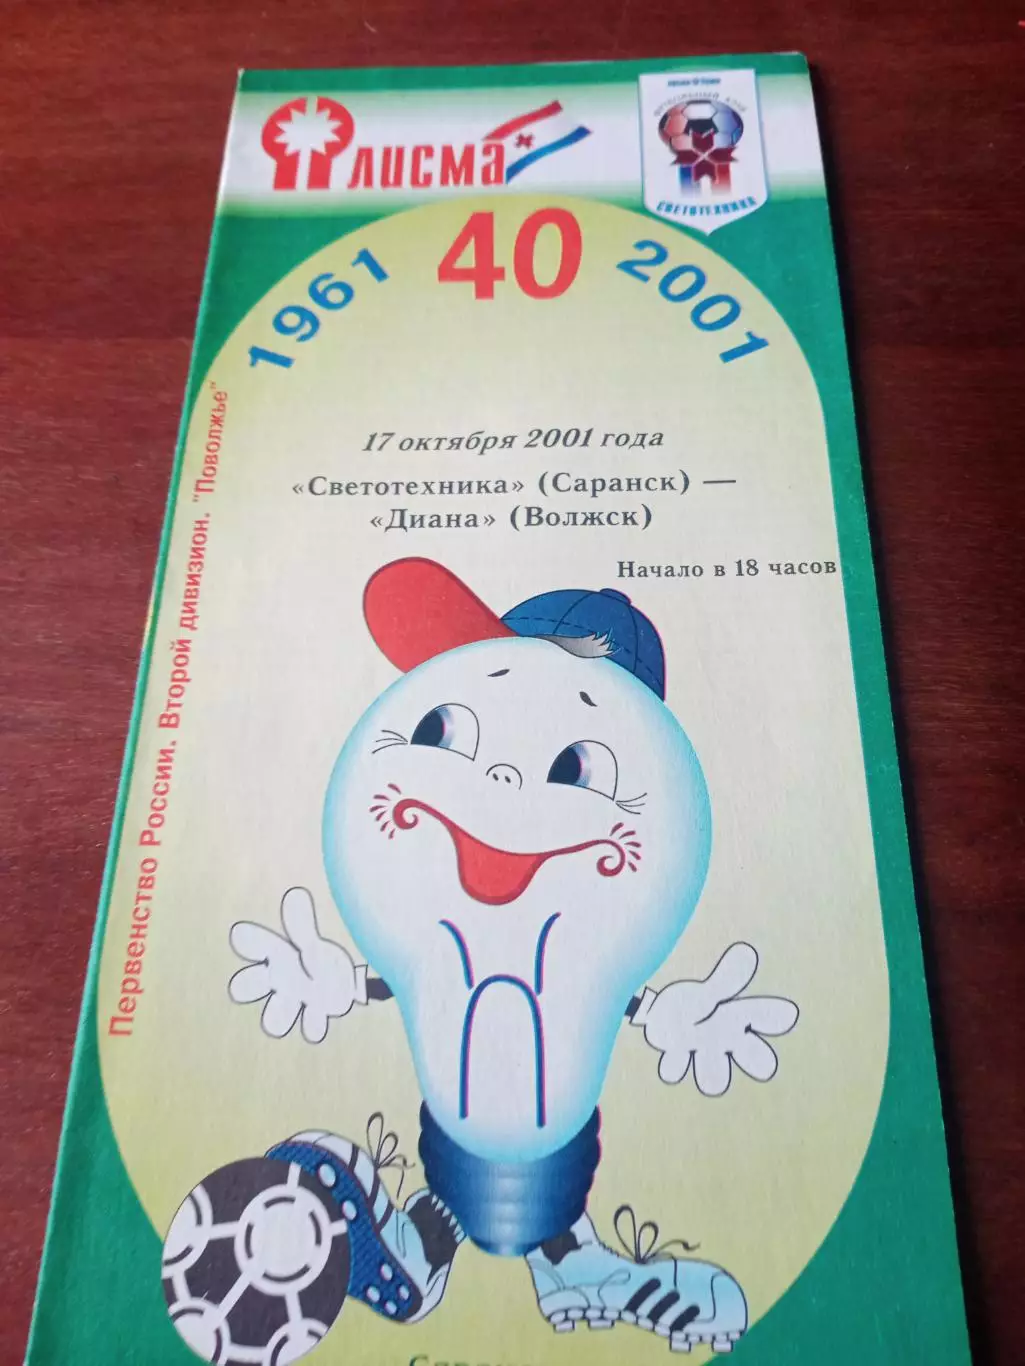 ЛИСМА
СВЕТОТЕХНИКА
1961
40
2001
17 октября 2001 года
«Светотехника» (Саранск) —
«Диана» (Волжск)
Начало в 18 часов
Первенство России. Второй дивизион. "Поволжье"